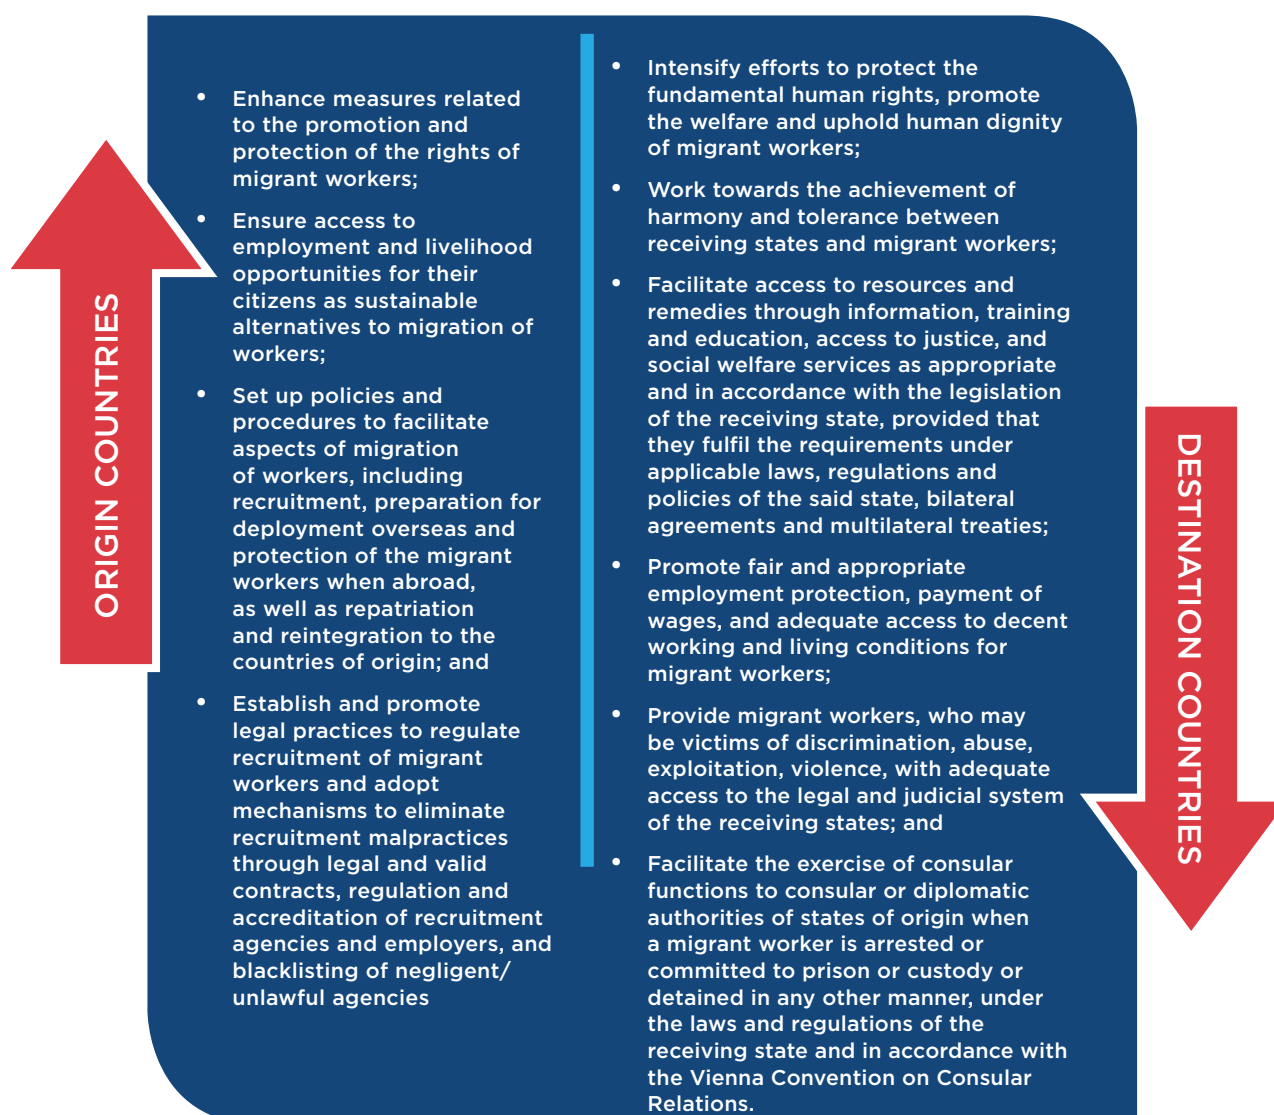 ORIGIN COUNTRIES
• Enhance measures related
to the promotion and
protection of the rights of
migrant workers;
• Ensure access to
employment and livelihood
opportunities for their
citizens as sustainable
alternatives to migration of
workers;
• Set up policies and
procedures to facilitate
aspects of migration
of workers, including
recruitment, preparation for
deployment overseas and
protection of the migrant
workers when abroad,
as well as repatriation
and reintegration to the
countries of origin; and
• Establish and promote
legal practices to regulate
recruitment of migrant
workers and adopt
mechanisms to eliminate
recruitment malpractices
through legal and valid
contracts, regulation and
accreditation of recruitment
agencies and employers, and
blacklisting of negligent/
unlawful agencies
• Intensify efforts to protect the
fundamental human rights, promote
the welfare and uphold human dignity
of migrant workers;
• Work towards the achievement of
harmony and tolerance between
receiving states and migrant workers;
• Facilitate access to resources and
remedies through information, training
and education, access to justice, and
social welfare services as appropriate
and in accordance with the legislation
of the receiving state, provided that
they fulfil the requirements under
applicable laws, regulations and
policies of the said state, bilateral
agreements and multilateral treaties;
• Promote fair and appropriate
employment protection, payment of
wages, and adequate access to decent
working and living conditions for
migrant workers;
• Provide migrant workers, who may
be victims of discrimination, abuse,
exploitation, violence, with adequate
access to the legal and judicial system
of the receiving states; and
• Facilitate the exercise of consular
functions to consular or diplomatic
authorities of states of origin when
a migrant worker is arrested or
committed to prison or custody or
detained in any other manner, under
the laws and regulations of the
receiving state and in accordance with
the Vienna Convention on Consular
Relations.
DESTINATION COUNTRIES